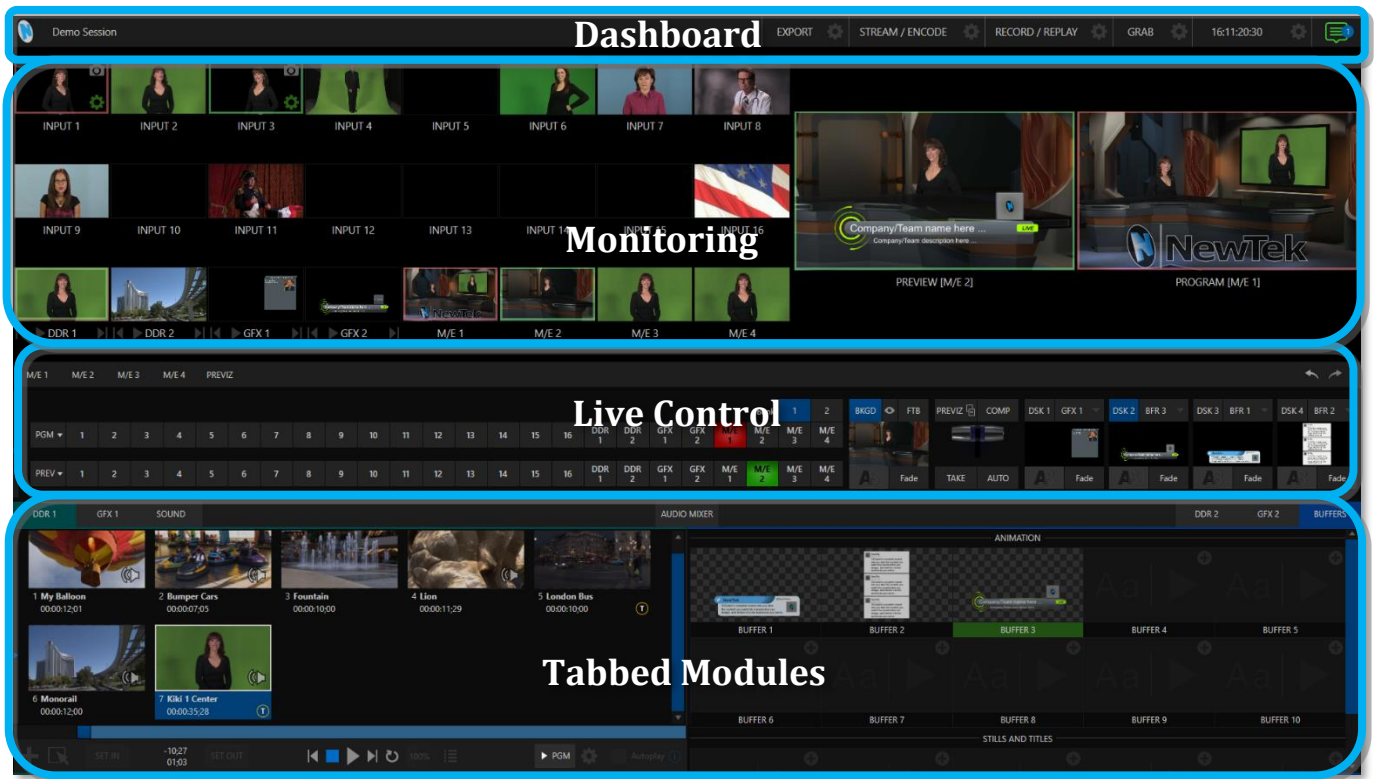 Demo Session
Dashboard
EXPORT STREAM / ENCODE RECORD / REPLAY GRAB 16:11:20:30 1
INPUT 1 INPUT 2 INPUT 3 INPUT 4 INPUT 5 INPUT 6 INPUT 7 INPUT 8
INPUT 9 INPUT 10 INPUT 11 INPUT 12 INPUT 13 INPUT 14 INPUT 15 INPUT 16
Monitoring
Company/Team name here ... LIVE
Company/Team description here ...
NewTek
PREVIEW [M/E 2] PROGRAM [M/E 1]
NewTek
DDR 1 DDR 2 GFX 1 GFX 2 M/E 1 M/E 2 M/E 3 M/E 4
M/E 1 M/E 2 M/E 3 M/E 4 PREVIZ
Live Control
1 2
BKGD FTB PREVIZ COMP DSK 1 GFX 1 DSK 2 BFR 3 DSK 3 BFR 1 DSK 4 BFR 2
PGM 1 2 3 4 5 6 7 8 9 10 11 12 13 14 15 16 DDR 1 DDR 2 GFX 1 GFX 2 M/E 1 M/E 2 M/E 3 M/E 4
PREV 1 2 3 4 5 6 7 8 9 10 11 12 13 14 15 16 DDR 1 DDR 2 GFX 1 GFX 2 M/E 1 M/E 2 M/E 3 M/E 4
Fade TAKE AUTO Fade Fade Fade Fade
DDR 1 GFX 1 SOUND AUDIO MIXER DDR 2 GFX 2 BUFFERS
ANIMATION
1 My Balloon 2 Bumper Cars 3 Fountain 4 Lion 5 London Bus
00:00:12;01 00:00:07;05 00:00:10;00 00:00:11;29 00:00:10;00 T
BUFFER 1 BUFFER 2 BUFFER 3 BUFFER 4 BUFFER 5
Tabbed Modules
6 Monorail 7 Kiki 1 Center
00:00:12;00 00:00:35;28 T
BUFFER 6 BUFFER 7 BUFFER 8 BUFFER 9 BUFFER 10
STILLS AND TITLES
SET IN -10;27 SET OUT 100% PGM Autoplay
01;03